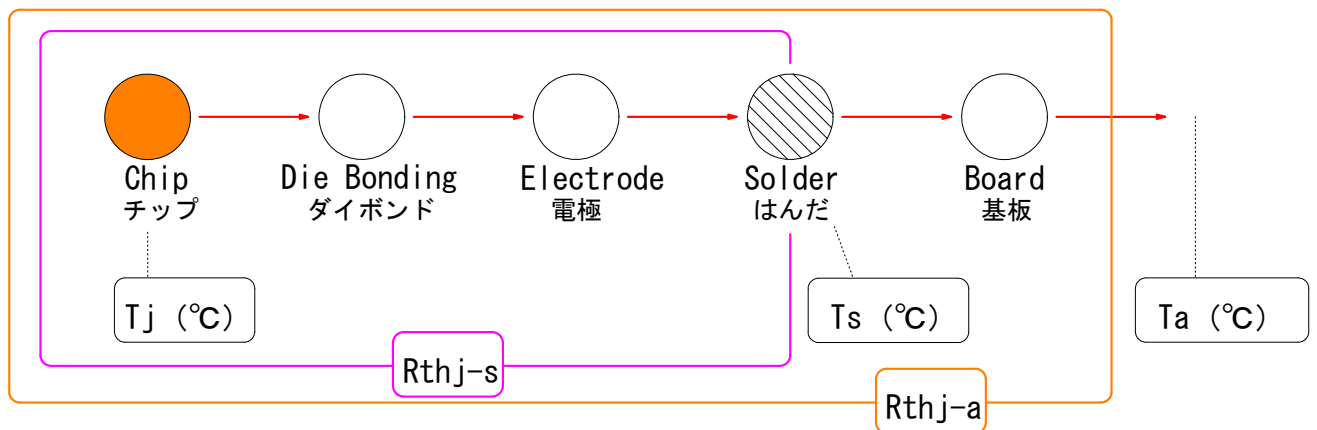 Chip
チップ
Die Bonding
ダイボンド
Electrode
電極
Solder
はんだ
Board
基板
Tj (℃)
Ts (℃)
Ta (℃)
Rthj-s
Rthj-a